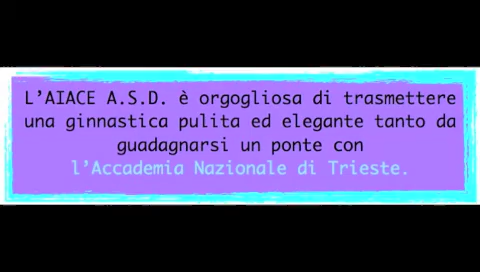 L’AIACE A.S.D. è orgogliosa di trasmettere
una ginnastica pulita ed elegante tanto da
guadagnarsi un ponte con
l’Accademia Nazionale di Trieste.